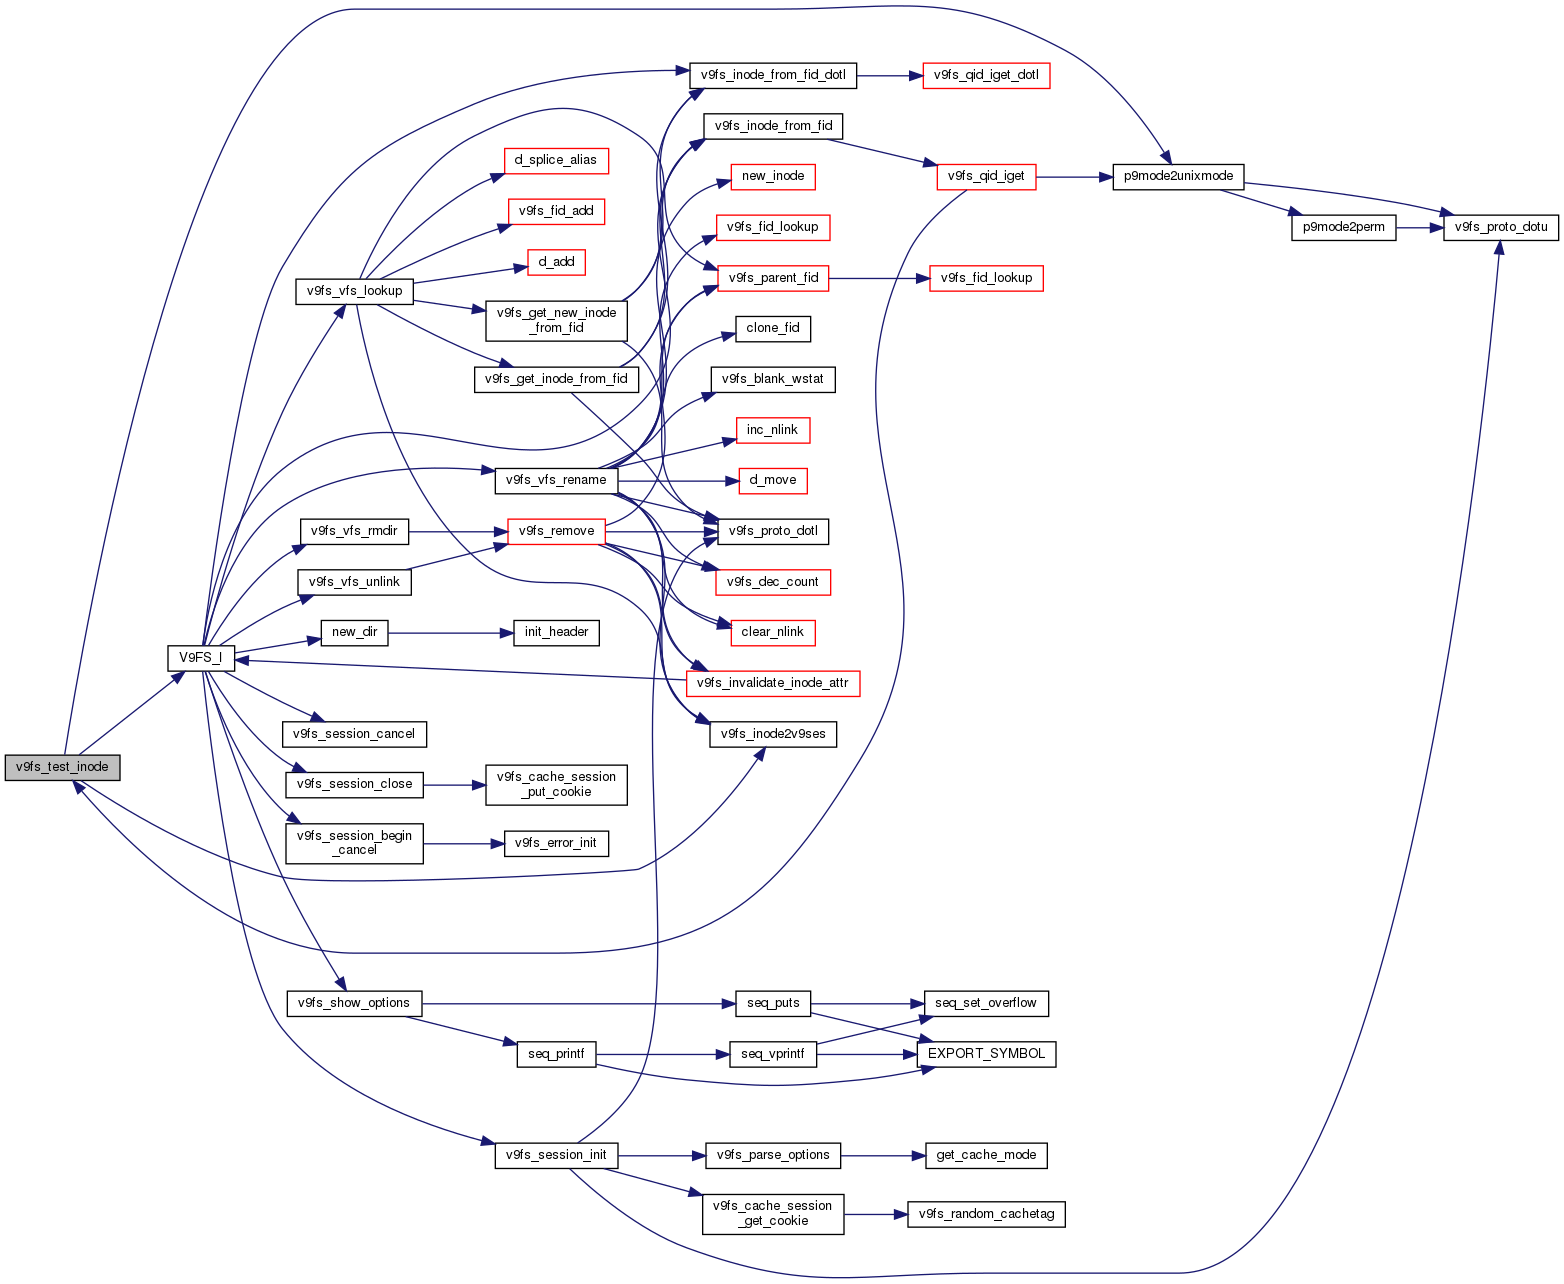 v9fs_inode_from_fid_dotl
v9fs_qid_iget_dotl
v9fs_inode_from_fid
d_splice_alias
new_inode
v9fs_qid_iget
p9mode2unixmode
v9fs_fid_add
v9fs_fid_lookup
p9mode2perm
v9fs_proto_dotu
d_add
v9fs_parent_fid
v9fs_fid_lookup
v9fs_vfs_lookup
v9fs_get_new_inode
_from_fid
clone_fid
v9fs_get_inode_from_fid
v9fs_blank_wstat
inc_nlink
v9fs_vfs_rename
d_move
v9fs_vfs_rmdir
v9fs_remove
v9fs_proto_dotl
v9fs_vfs_unlink
v9fs_dec_count
new_dir
init_header
clear_nlink
V9FS_I
v9fs_invalidate_inode_attr
v9fs_session_cancel
v9fs_inode2v9ses
v9fs_test_inode
v9fs_session_close
v9fs_cache_session
_put_cookie
v9fs_session_begin
_cancel
v9fs_error_init
v9fs_show_options
seq_puts
seq_set_overflow
seq_printf
seq_vprintf
EXPORT_SYMBOL
v9fs_session_init
v9fs_parse_options
get_cache_mode
v9fs_cache_session
_get_cookie
v9fs_random_cachetag